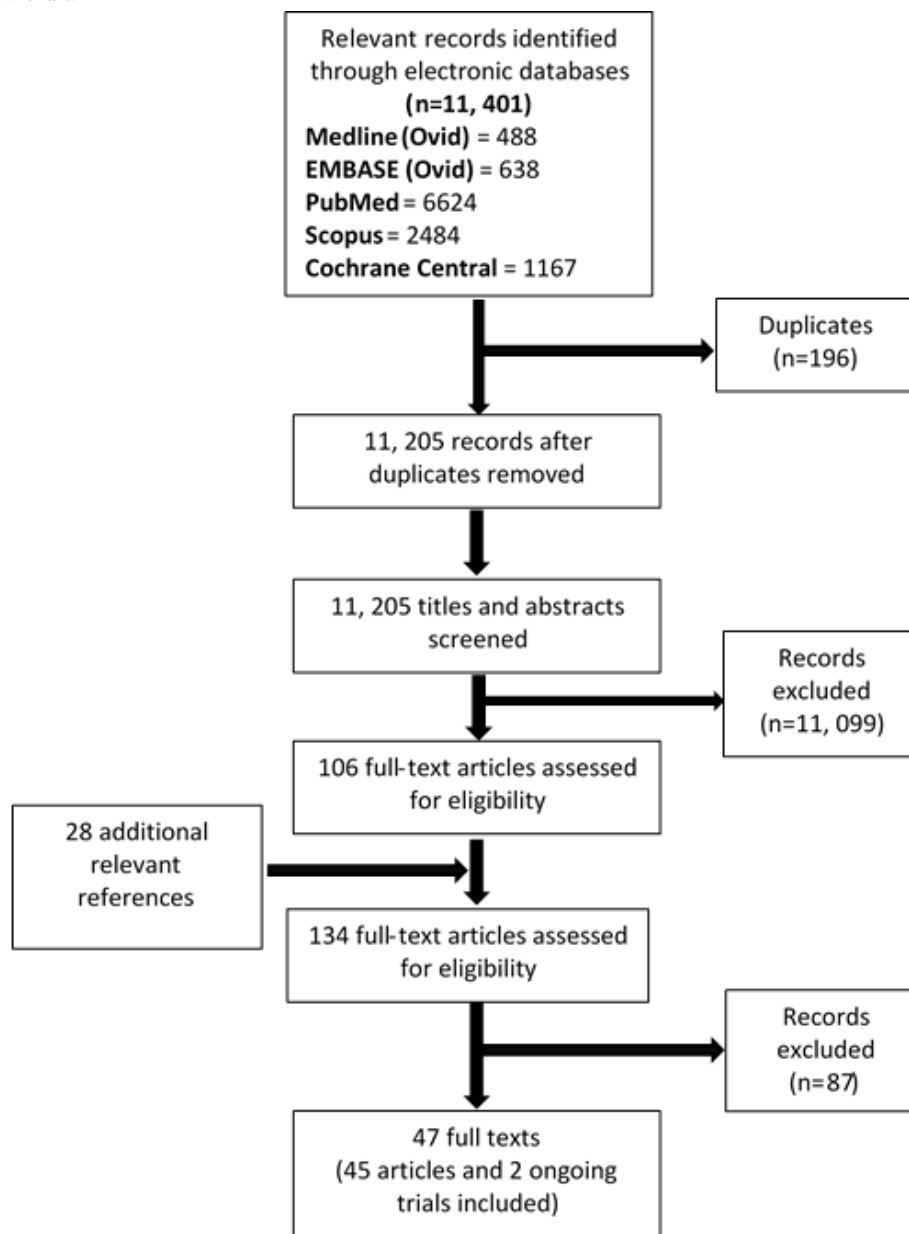 Relevant records identified
through electronic databases
(n=11, 401)
Medline (Ovid) = 488
EMBASE (Ovid) = 638
PubMed = 6624
Scopus = 2484
Cochrane Central = 1167
Duplicates
(n=196)
11, 205 records after
duplicates removed
11, 205 titles and abstracts
screened
Records
excluded
(n=11, 099)
106 full-text articles assessed
for eligibility
28 additional
relevant
references
134 full-text articles assessed
for eligibility
Records
excluded
(n=87)
47 full texts
(45 articles and 2 ongoing
trials included)